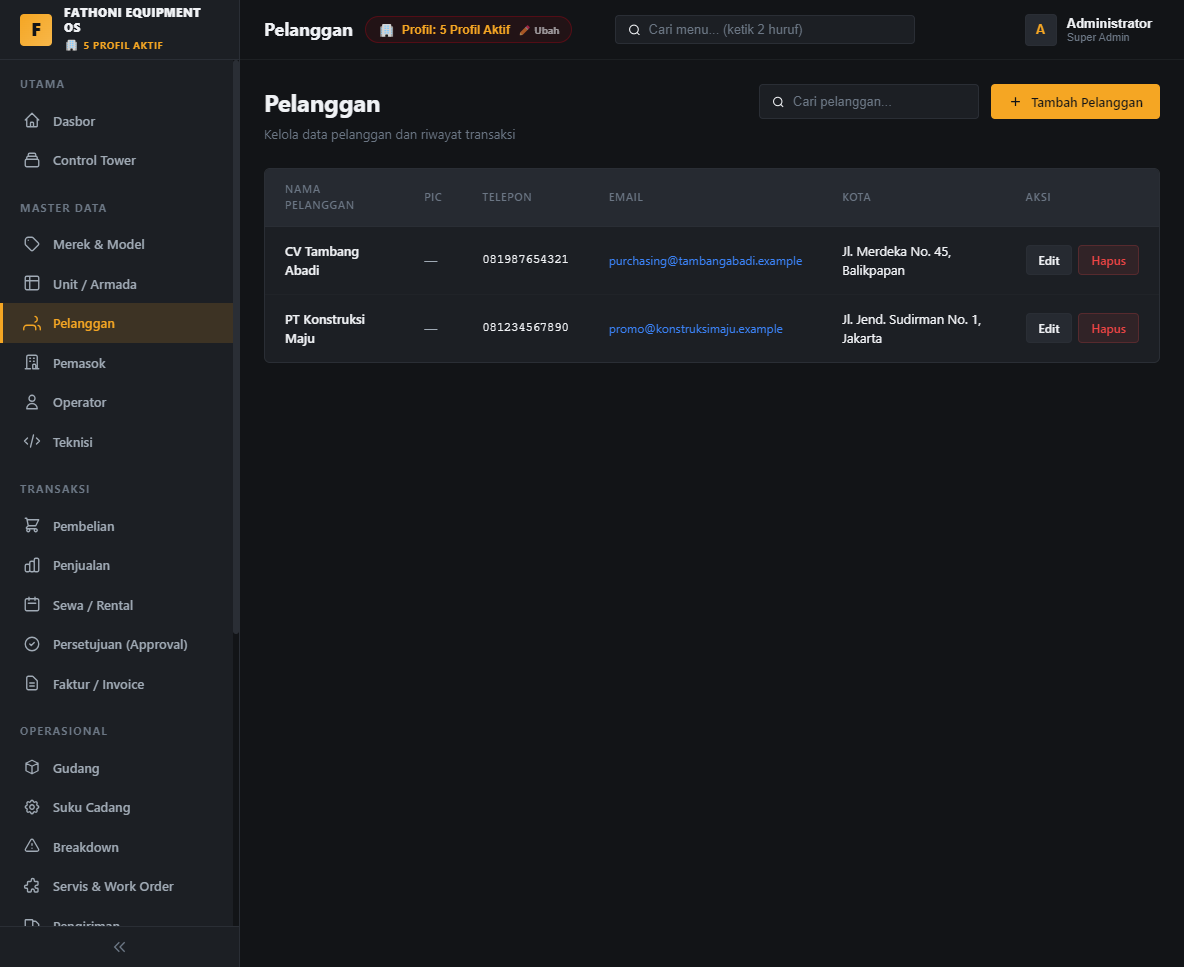 F
FATHONI EQUIPMENT
OS
5 PROFIL AKTIF
Pelanggan
Profil: 5 Profil Aktif
Ubah
Cari menu... (ketik 2 huruf)
A
Administrator
Super Admin
UTAMA
Dasbor
Control Tower
MASTER DATA
Merek & Model
Unit / Armada
Pelanggan
Pemasok
Operator
Teknisi
TRANSAKSI
Pembelian
Penjualan
Sewa / Rental
Persetujuan (Approval)
Faktur / Invoice
OPERASIONAL
Gudang
Suku Cadang
Breakdown
Servis & Work Order
Pengiriman
Pelanggan
Kelola data pelanggan dan riwayat transaksi
Cari pelanggan...
+ Tambah Pelanggan
NAMA
PELANGGAN
PIC
TELEPON
EMAIL
KOTA
AKSI
CV Tambang
Abadi
—
081987654321
purchasing@tambangabadi.example
Jl. Merdeka No. 45,
Balikpapan
Edit
Hapus
PT Konstruksi
Maju
—
081234567890
promo@konstruksimaju.example
Jl. Jend. Sudirman No. 1,
Jakarta
Edit
Hapus